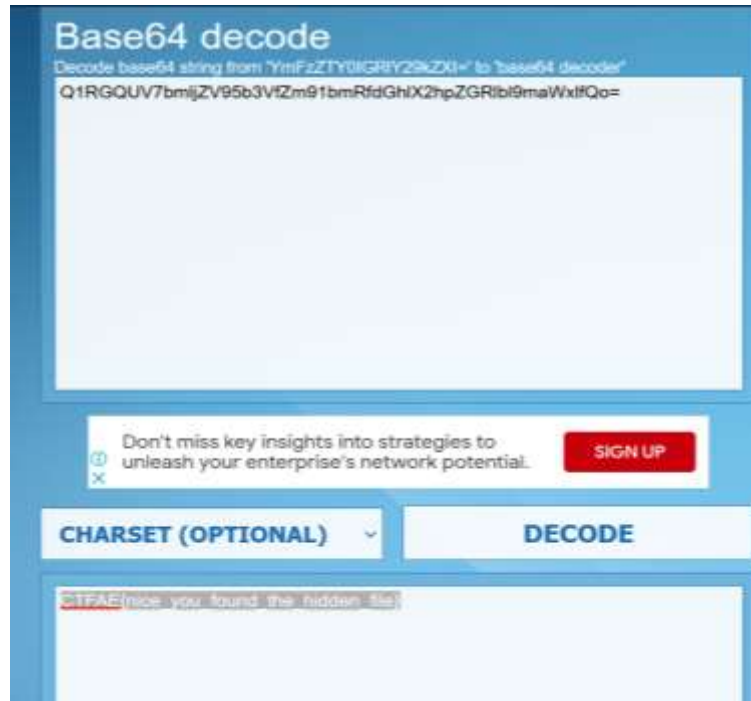 Base64 decode
Decode base64 string from 'YmFzZTY0IGRlY29kZXI=' to 'base64 decoder'
Q1RGQUV7bmljZV95b3VfZm91bmRfdGhlX2hpZGRlbl9maWxlfQo=
Don't miss key insights into strategies to
unleash your enterprise's network potential.
SIGN UP
CHARSET (OPTIONAL)
DECODE
CTFAE{nice_you_found_the_hidden_file}